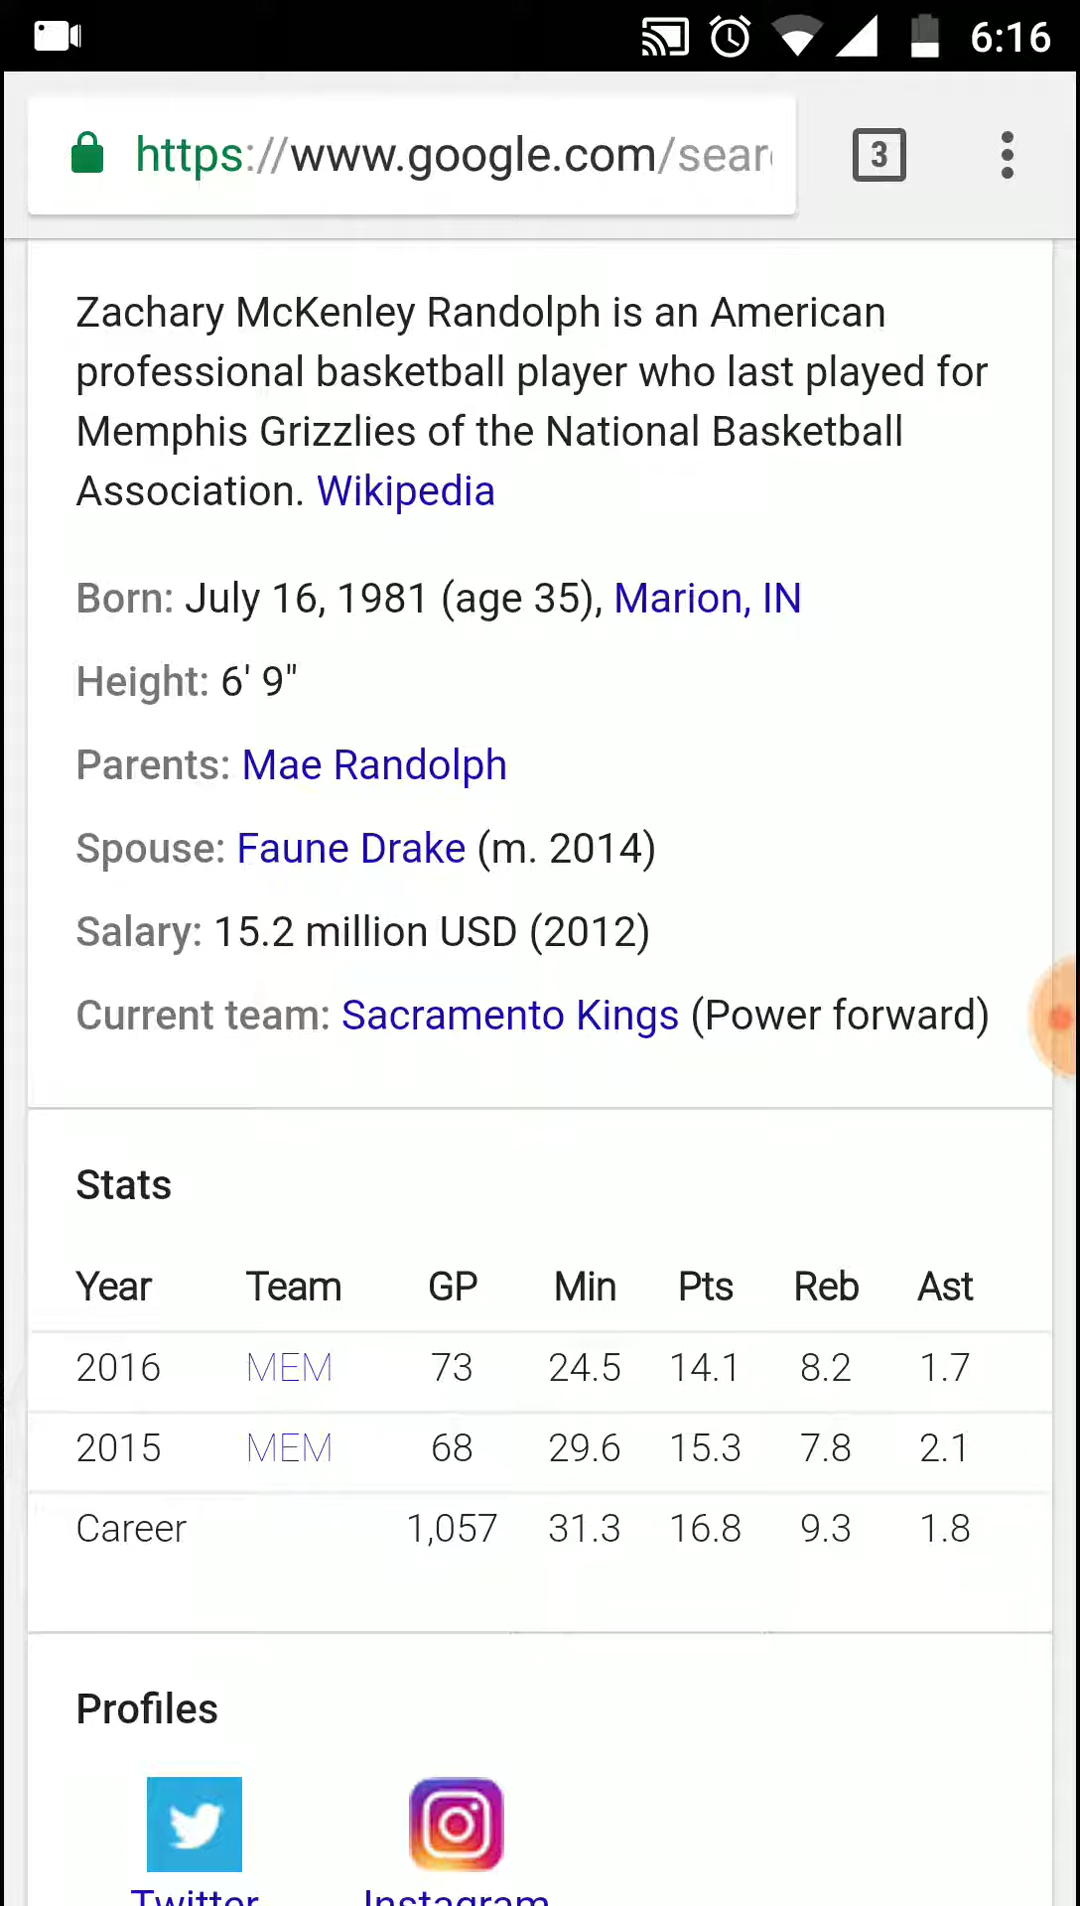 6:16
https://www.google.com/sear
3
Zachary McKenley Randolph is an American
professional basketball player who last played for
Memphis Grizzlies of the National Basketball
Association. Wikipedia
Born: July 16, 1981 (age 35), Marion, IN
Height: 6' 9"
Parents: Mae Randolph
Spouse: Faune Drake (m. 2014)
Salary: 15.2 million USD (2012)
Current team: Sacramento Kings (Power forward)
Stats
Year Team GP Min Pts Reb Ast
2016 MEM 73 24.5 14.1 8.2 1.7
2015 MEM 68 29.6 15.3 7.8 2.1
Career 1,057 31.3 16.8 9.3 1.8
Profiles
Twitter Instagram